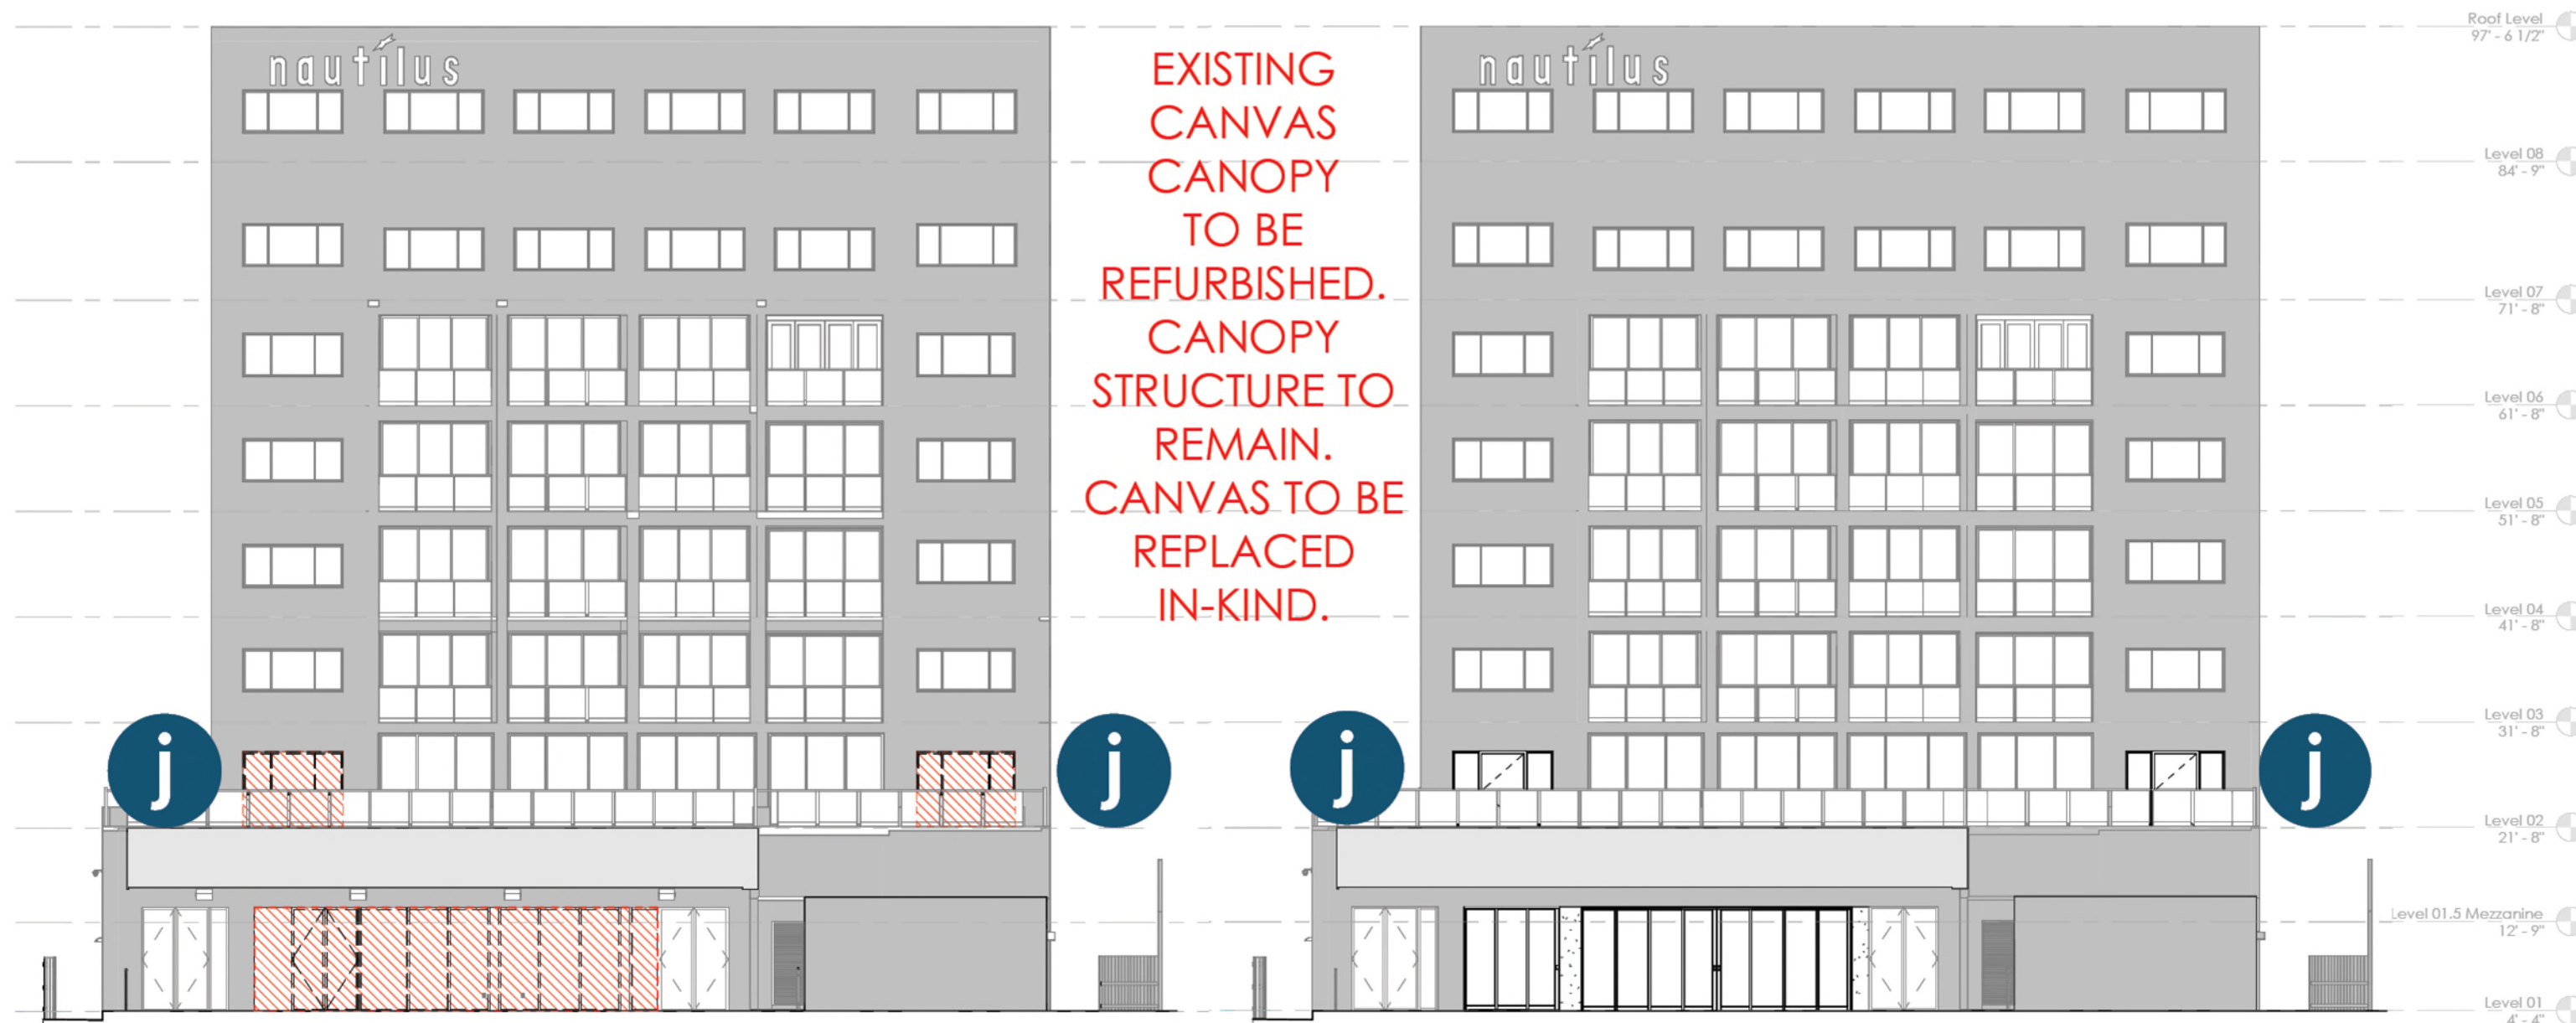 nautilus
nautilus
EXISTING
CANVAS
CANOPY
TO BE
REFURBISHED.
CANOPY
STRUCTURE TO
REMAIN.
CANVAS TO BE
REPLACED
IN-KIND.
Roof Level
97' - 6 1/2"
Level 08
84' - 9"
Level 07
71' - 8"
Level 06
61' - 8"
Level 05
51' - 8"
Level 04
41' - 8"
Level 03
31' - 8"
j
j
j
j
Level 02
21' - 8"
Level 01.5 Mezzanine
12' - 9"
Level 01
4' - 4"